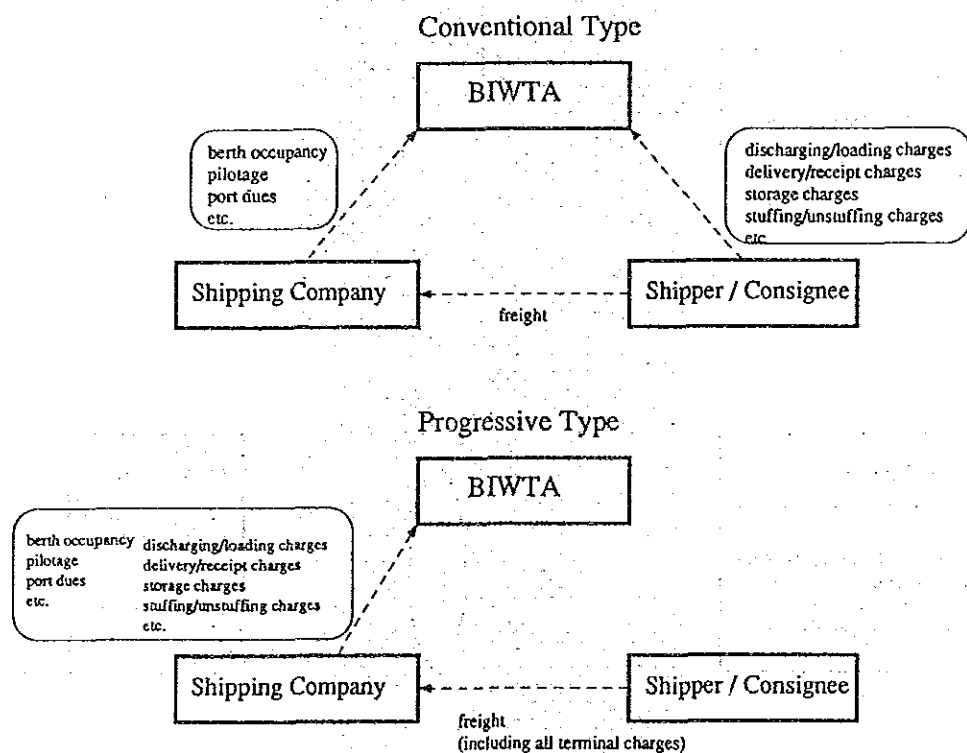 Conventional Type
BIWTA
berth occupancy
pilotage
port dues
etc.
discharging/loading charges
delivery/receipt charges
storage charges
stuffing/unstuffing charges
etc
Shipping Company
freight
Shipper / Consignee
Progressive Type
BIWTA
berth occupancy
pilotage
port dues
etc.
discharging/loading charges
delivery/receipt charges
storage charges
stuffing/unstuffing charges
etc.
Shipping Company
freight
(including all terminal charges)
Shipper / Consignee